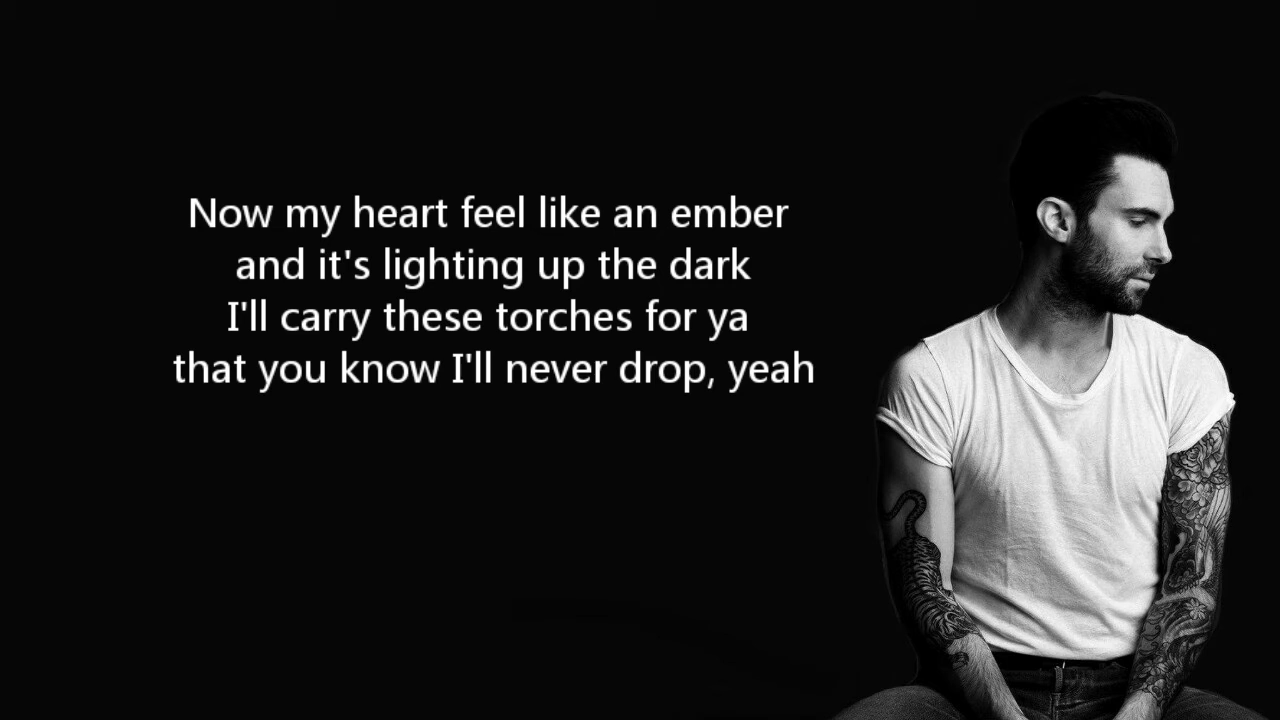 Now my heart feel like an ember
and it's lighting up the dark
I'll carry these torches for ya
that you know I'll never drop, yeah